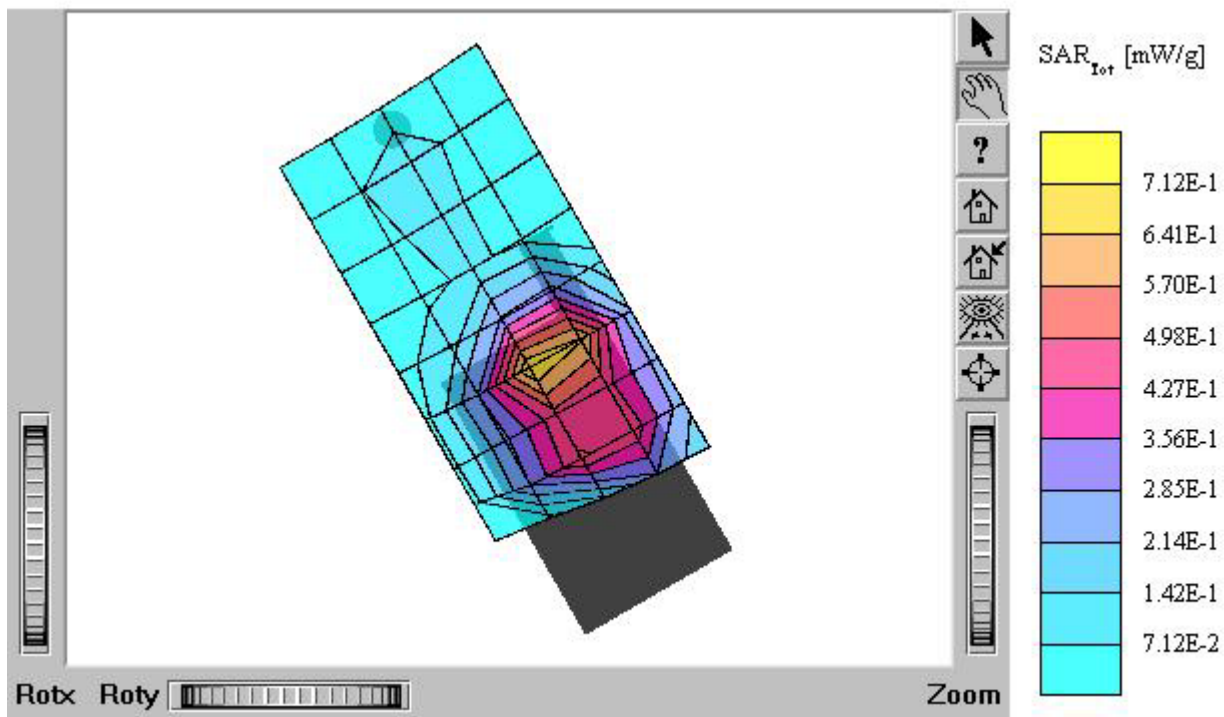 SAR_Tot [mW/g]
?
7.12E-1
6.41E-1
5.70E-1
4.98E-1
4.27E-1
3.56E-1
2.85E-1
2.14E-1
1.42E-1
7.12E-2
Rotx Roty Zoom